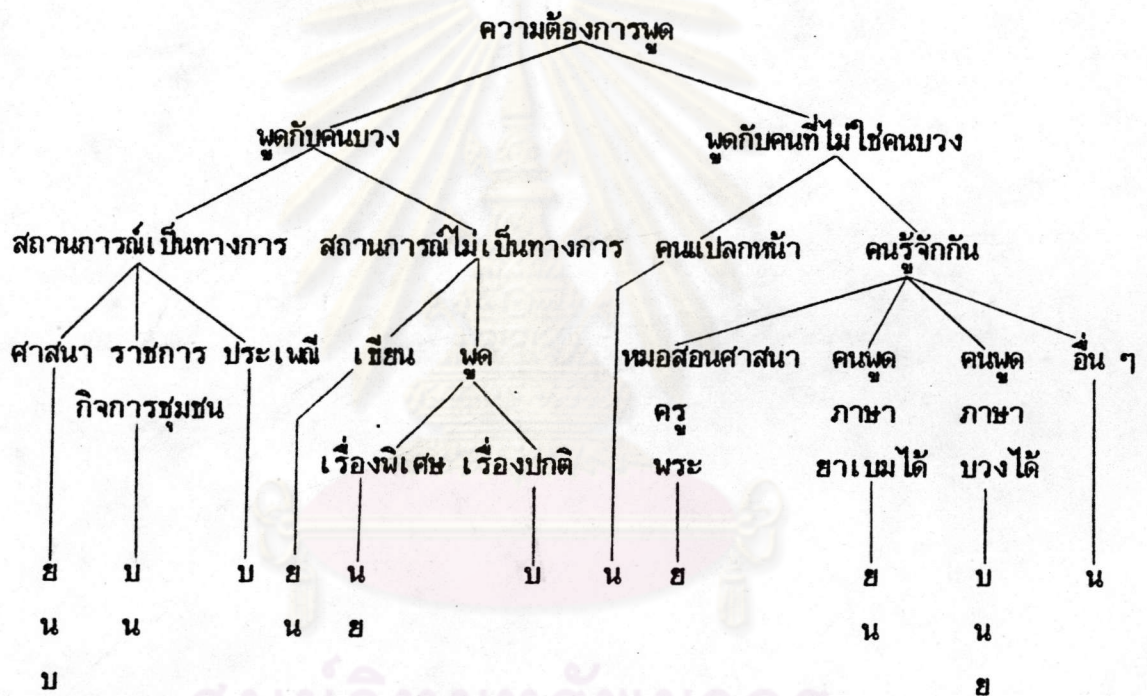 ความต้องการพูด
พูดกับคนบวง พูดกับคนที่ไม่ใช่คนบวง
สถานการณ์เป็นทางการ สถานการณ์ไม่เป็นทางการ คนแปลกหน้า คนรู้จักกัน
ศาสนา ราชการ ประเพณี เขียน พูด หมอสอนศาสนา คนพูด คนพูด อื่น ๆ
กิจการชุมชน ครู ภาษา ภาษา
เรื่องพิเศษ เรื่องปกติ พระ ยาเบมได้ บวงได้
ย บ บ ย น บ น ย ย บ น
น น น ย น น
บ ย